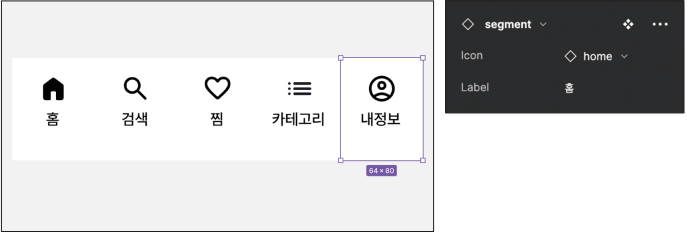 홈
검색
찜
카테고리
내정보
64 × 80
segment
Icon
home
Label
홈